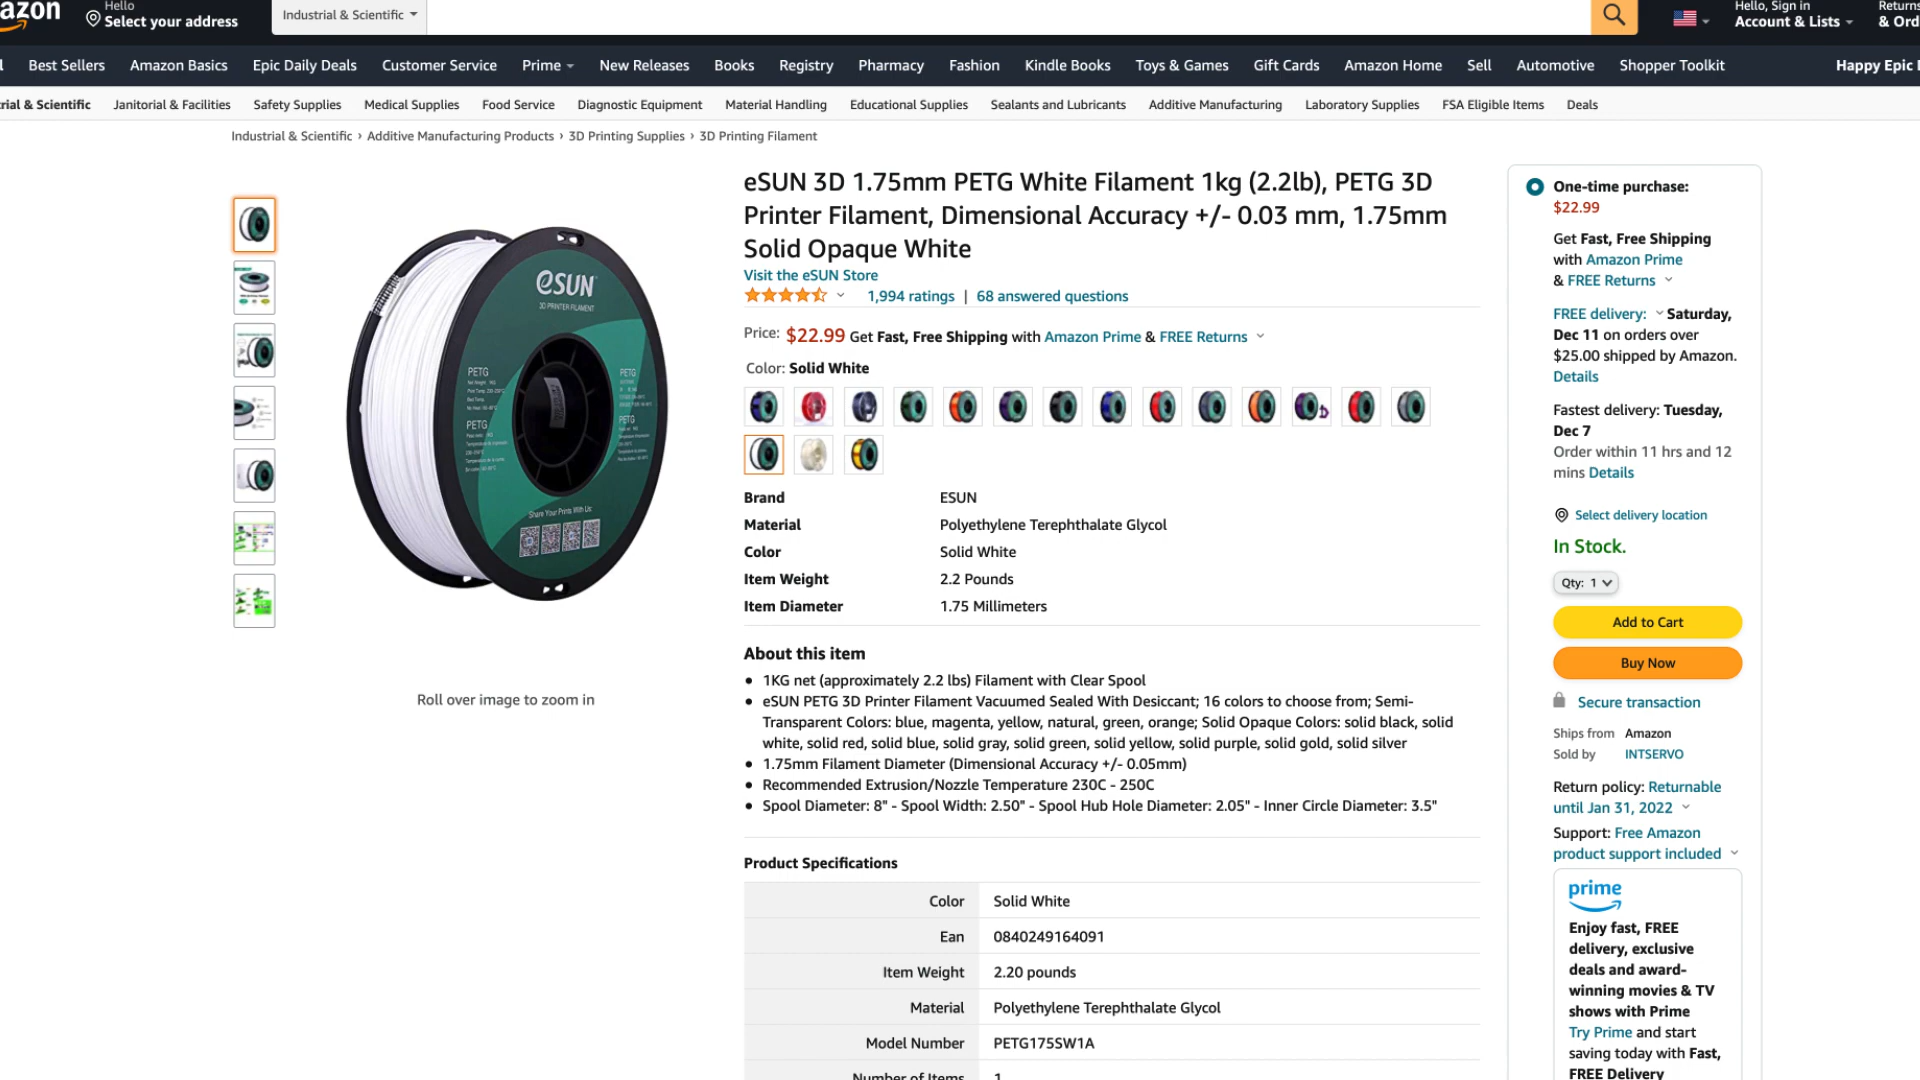 azon
Hello
Select your address
Industrial & Scientific
Hello, Sign in
Account & Lists
Returns
& Ord
Best Sellers Amazon Basics Epic Daily Deals Customer Service Prime New Releases Books Registry Pharmacy Fashion Kindle Books Toys & Games Gift Cards Amazon Home Sell Automotive Shopper Toolkit Happy Epic
rial & Scientific Janitorial & Facilities Safety Supplies Medical Supplies Food Service Diagnostic Equipment Material Handling Educational Supplies Sealants and Lubricants Additive Manufacturing Laboratory Supplies FSA Eligible Items Deals
Industrial & Scientific › Additive Manufacturing Products › 3D Printing Supplies › 3D Printing Filament
eSUN
3D PRINTER FILAMENT
PETG
PETG
PETG
PETG
Share Your Prints With Us
Roll over image to zoom in
eSUN 3D 1.75mm PETG White Filament 1kg (2.2lb), PETG 3D
Printer Filament, Dimensional Accuracy +/- 0.03 mm, 1.75mm
Solid Opaque White
Visit the eSUN Store
1,994 ratings | 68 answered questions
Price: $22.99 Get Fast, Free Shipping with Amazon Prime & FREE Returns
Color: Solid White
Brand ESUN
Material Polyethylene Terephthalate Glycol
Color Solid White
Item Weight 2.2 Pounds
Item Diameter 1.75 Millimeters
About this item
• 1KG net (approximately 2.2 lbs) Filament with Clear Spool
• eSUN PETG 3D Printer Filament Vacuumed Sealed With Desiccant; 16 colors to choose from; Semi-
Transparent Colors: blue, magenta, yellow, natural, green, orange; Solid Opaque Colors: solid black, solid
white, solid red, solid blue, solid gray, solid green, solid yellow, solid purple, solid gold, solid silver
• 1.75mm Filament Diameter (Dimensional Accuracy +/- 0.05mm)
• Recommended Extrusion/Nozzle Temperature 230C - 250C
• Spool Diameter: 8" - Spool Width: 2.50" - Spool Hub Hole Diameter: 2.05" - Inner Circle Diameter: 3.5"
Product Specifications
Color Solid White
Ean 0840249164091
Item Weight 2.20 pounds
Material Polyethylene Terephthalate Glycol
Model Number PETG175SW1A
Number of Items 1
One-time purchase:
$22.99
Get Fast, Free Shipping
with Amazon Prime
& FREE Returns
FREE delivery: Saturday,
Dec 11 on orders over
$25.00 shipped by Amazon.
Details
Fastest delivery: Tuesday,
Dec 7
Order within 11 hrs and 12
mins Details
Select delivery location
In Stock.
Qty: 1
Add to Cart
Buy Now
Secure transaction
Ships from Amazon
Sold by INTSERVO
Return policy: Returnable
until Jan 31, 2022
Support: Free Amazon
product support included
prime
Enjoy fast, FREE
delivery, exclusive
deals and award-
winning movies & TV
shows with Prime
Try Prime and start
saving today with Fast,
FREE Delivery